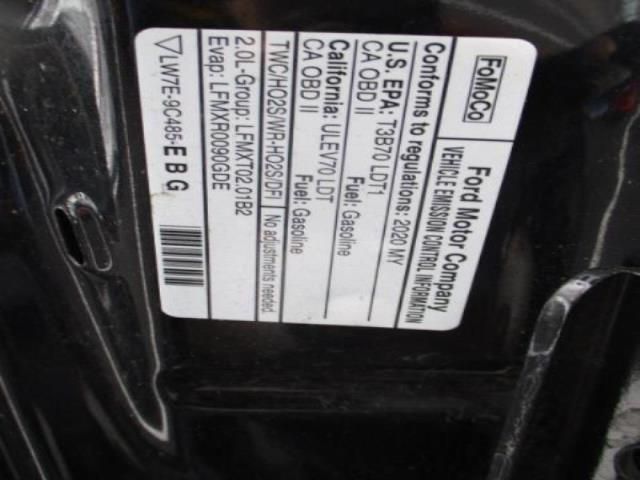 FoMoCo
Ford Motor Company
VEHICLE EMISSION CONTROL INFORMATION
Conforms to regulations: 2020 MY
U.S. EPA: T3B70 LDT1 Fuel: Gasoline
CA OBD II
California: ULEV70 LDT Fuel: Gasoline
CA OBD II
TWC/HO2S/WR-HO2S/DFI No adjustments needed.
2.0L-Group: LFMXT02.01B2
Evap: LFMXR0090GDE
LW7E-9C485-E B G